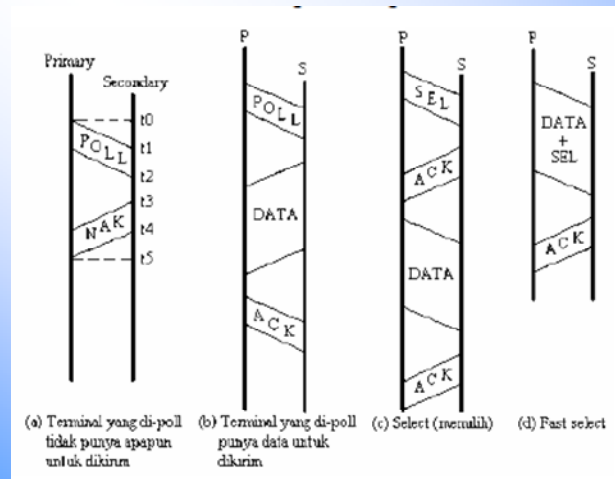 Primary
Secondary
t0
POLL
t1
t2
t3
NAK
t4
t5
P
S
POLL
DATA
ACK
P
S
SEL
ACK
DATA
ACK
P
S
DATA
+
SEL
ACK
(a) Terminal yang di-poll
tidak punya apapun
untuk dikirim
(b) Terminal yang di-poll
punya data untuk
dikirim
(c) Select (memilih)
(d) Fast select